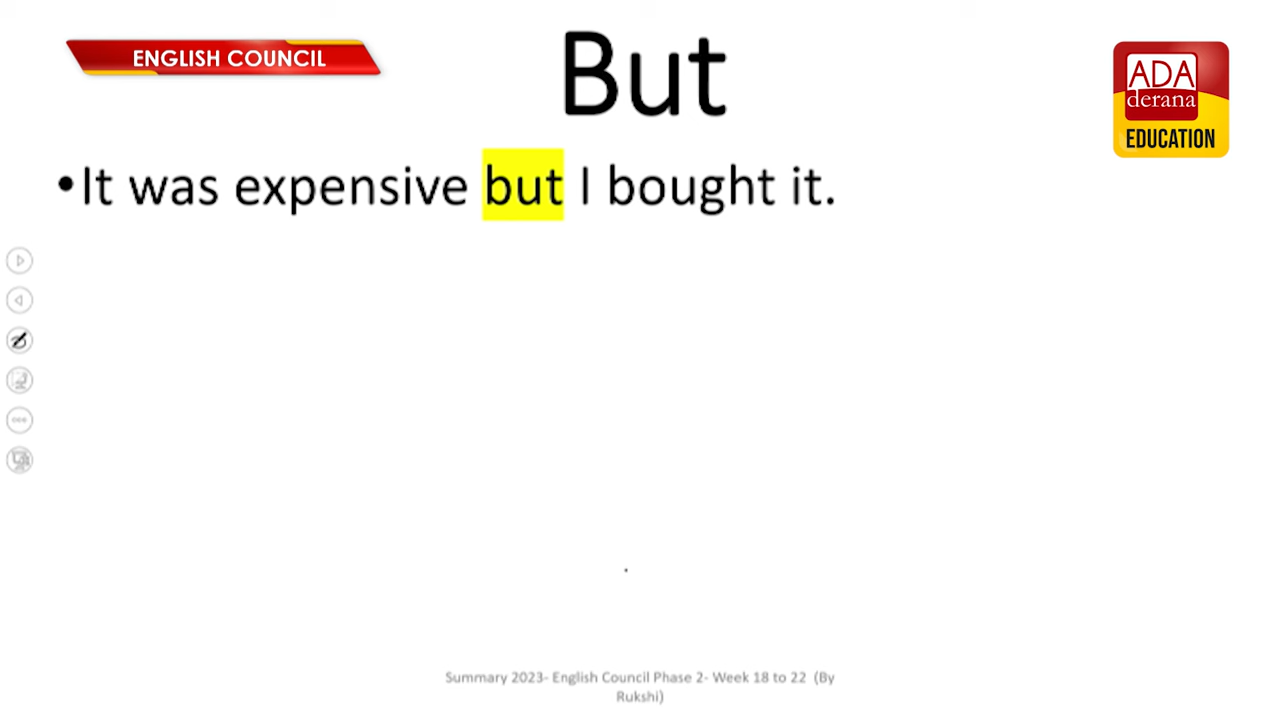 ENGLISH COUNCIL
But
ADA
derana
EDUCATION
•It was expensive but I bought it.
Summary 2023- English Council Phase 2- Week 18 to 22 (By
Rukshi)